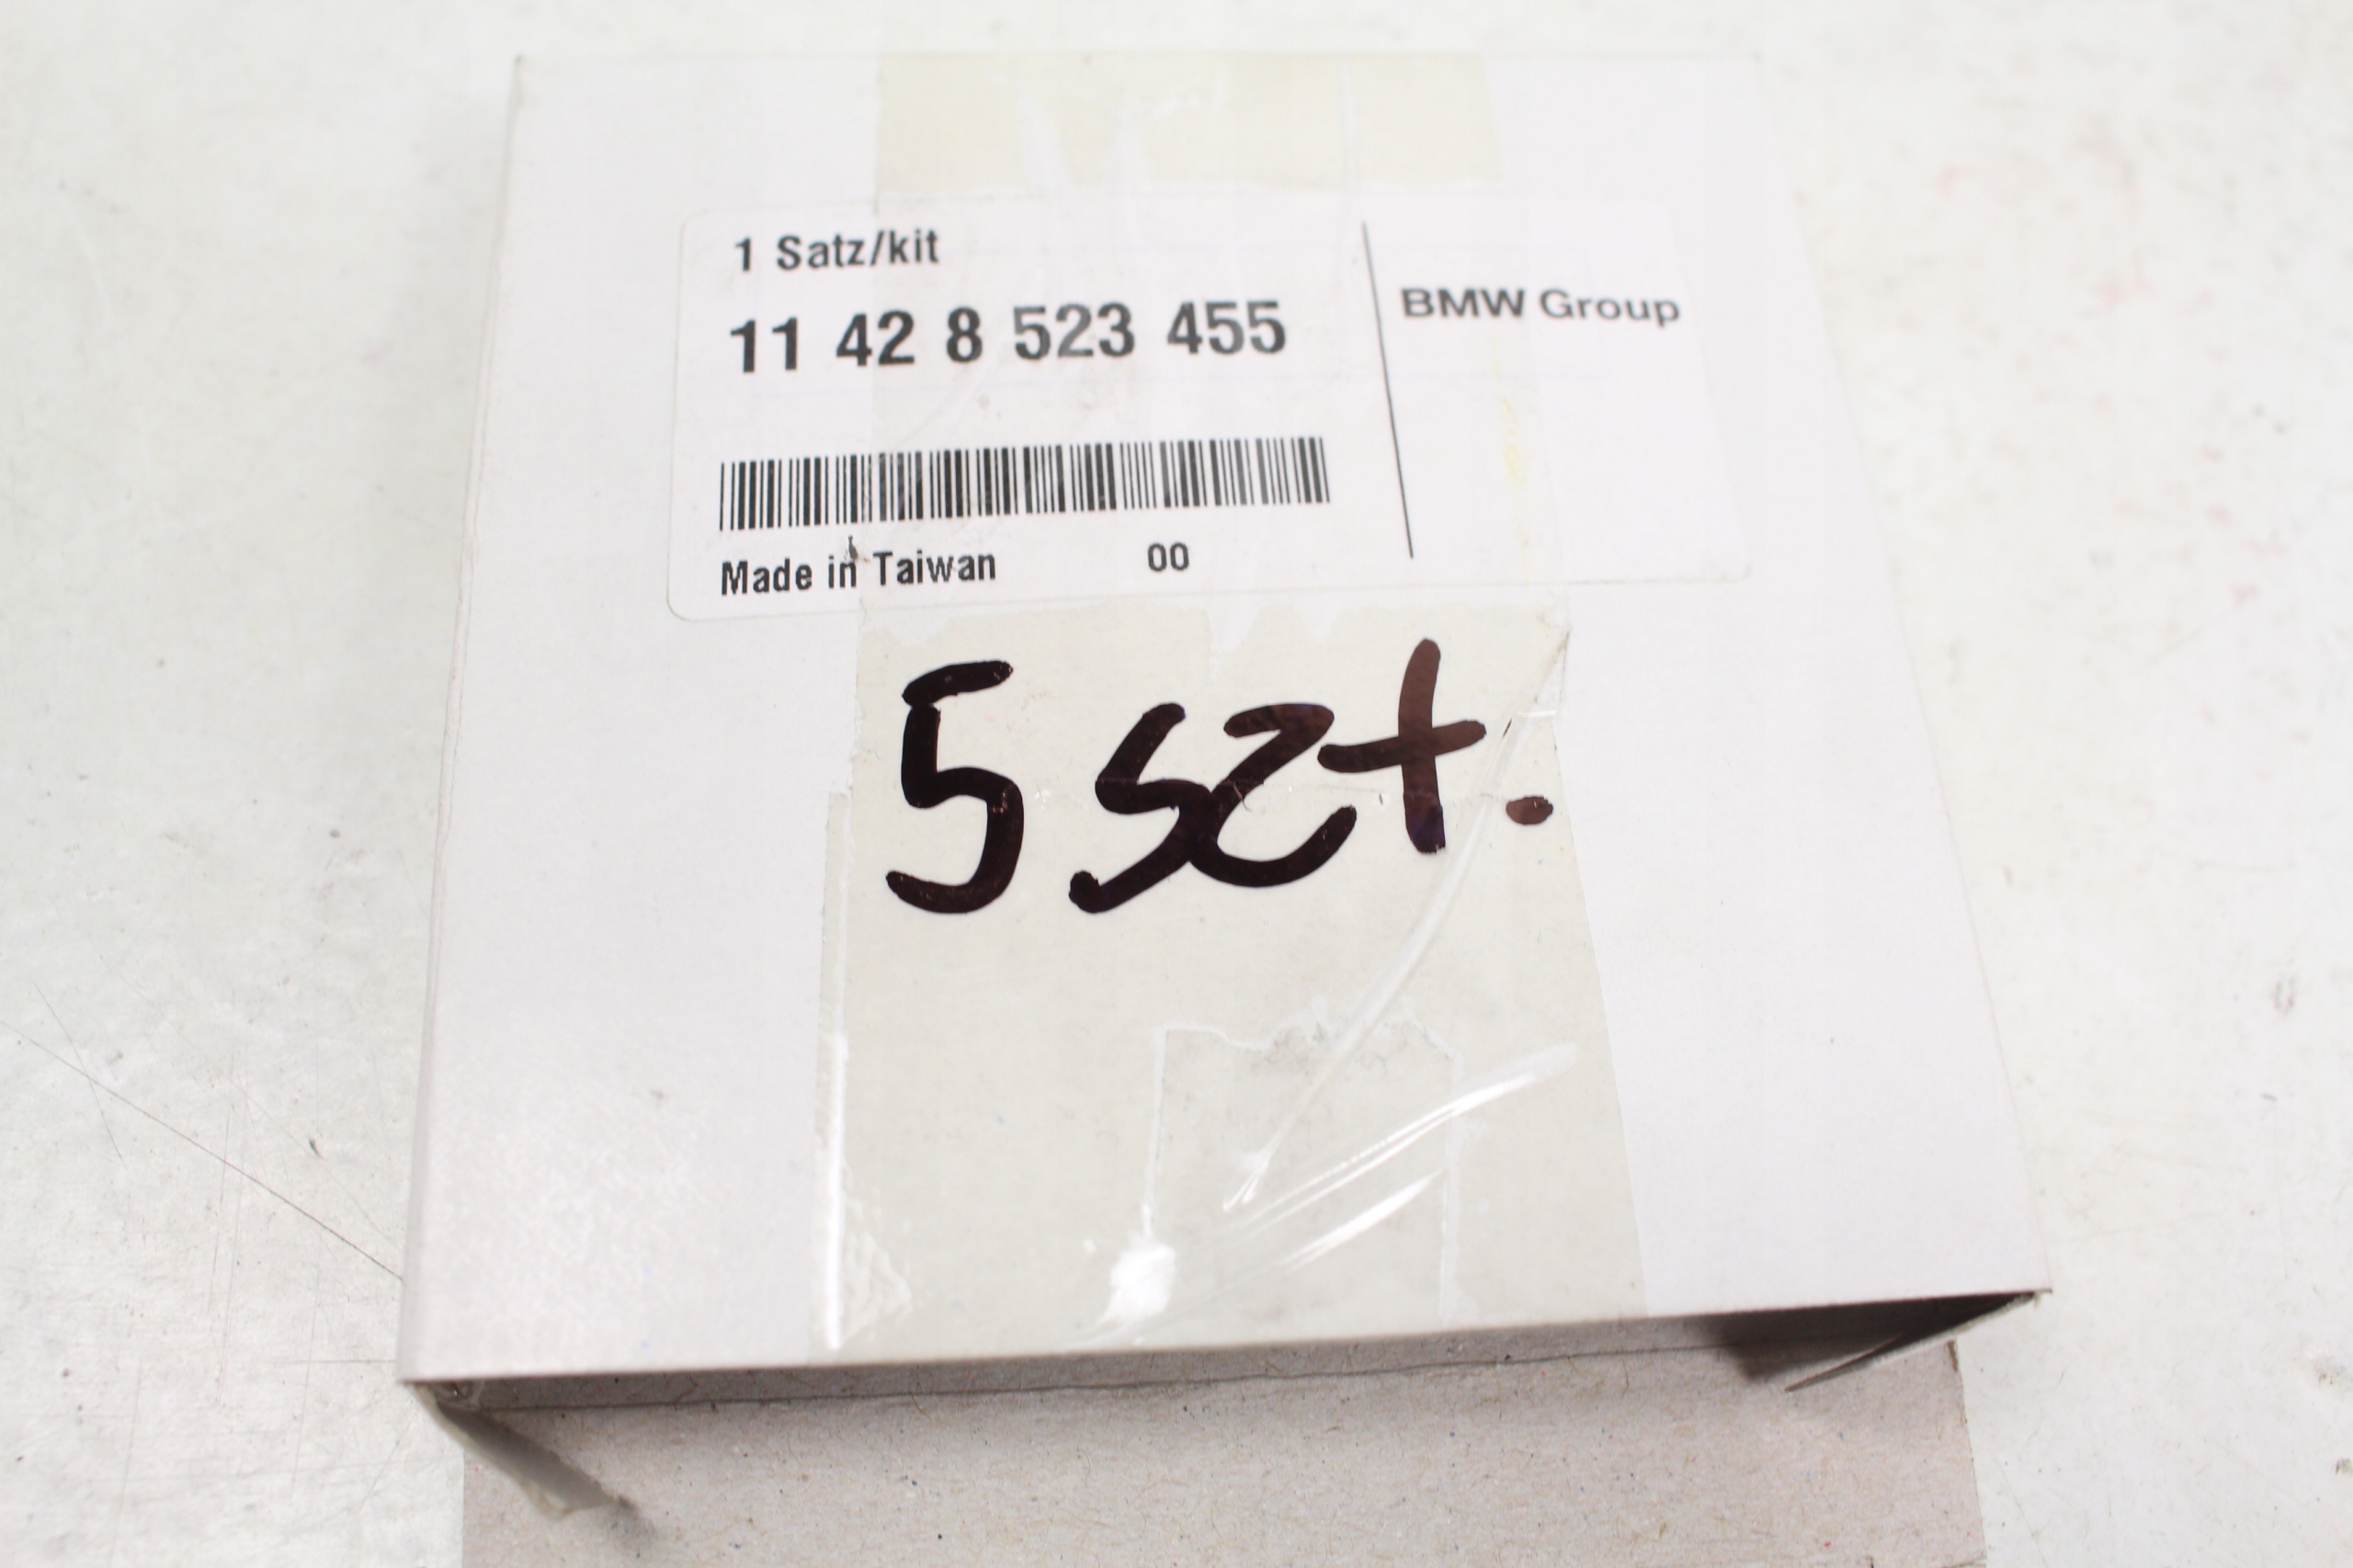 1 Satz/kit
11 42 8 523 455
BMW Group
Made in Taiwan 00
5 szt.